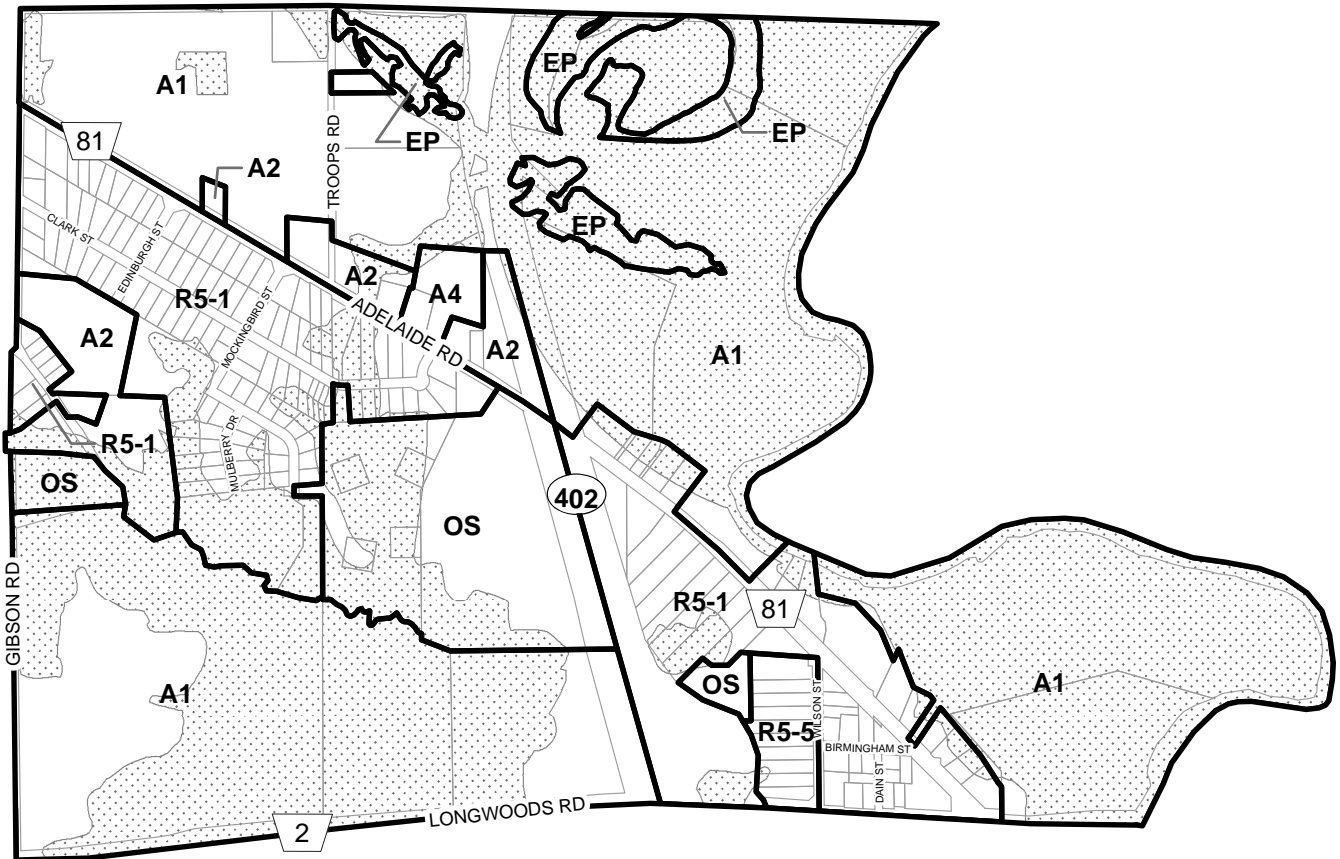 EP
A1
81
TROOPS RD
EP
EP
A2
CLARK ST
EDINBURGH ST
EP
A2
R5-1
A4
MOCKINGBIRD ST
ADELAIDE RD
A2
A2
A1
R5-1
MULBERRY DR
OS
402
OS
GIBSON RD
R5-1
81
A1
OS
A1
WILSON ST
R5-5
BIRMINGHAM ST
DAIN ST
LONGWOODS RD
2